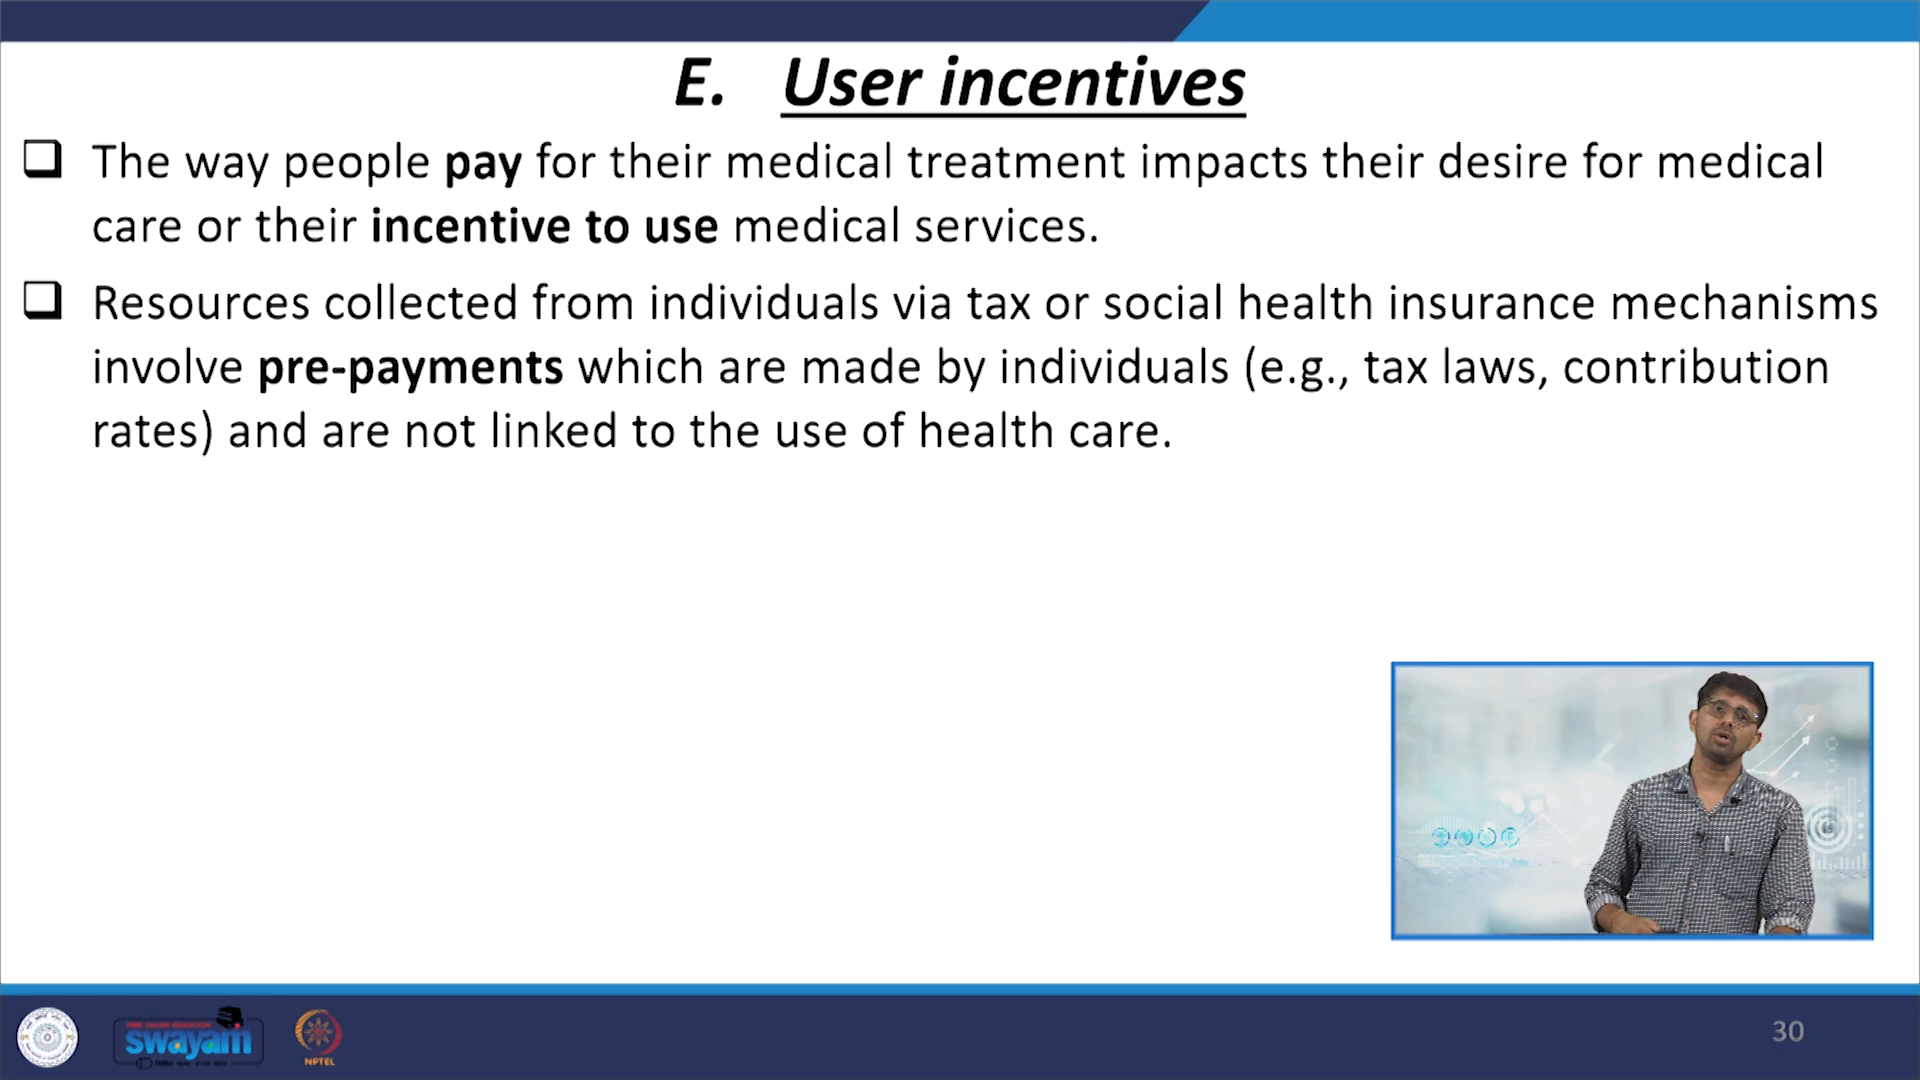 E. User incentives
The way people pay for their medical treatment impacts their desire for medical
care or their incentive to use medical services.
Resources collected from individuals via tax or social health insurance mechanisms
involve pre-payments which are made by individuals (e.g., tax laws, contribution
rates) and are not linked to the use of health care.
FREE ONLINE EDUCATION
swayam
NPTEL
30